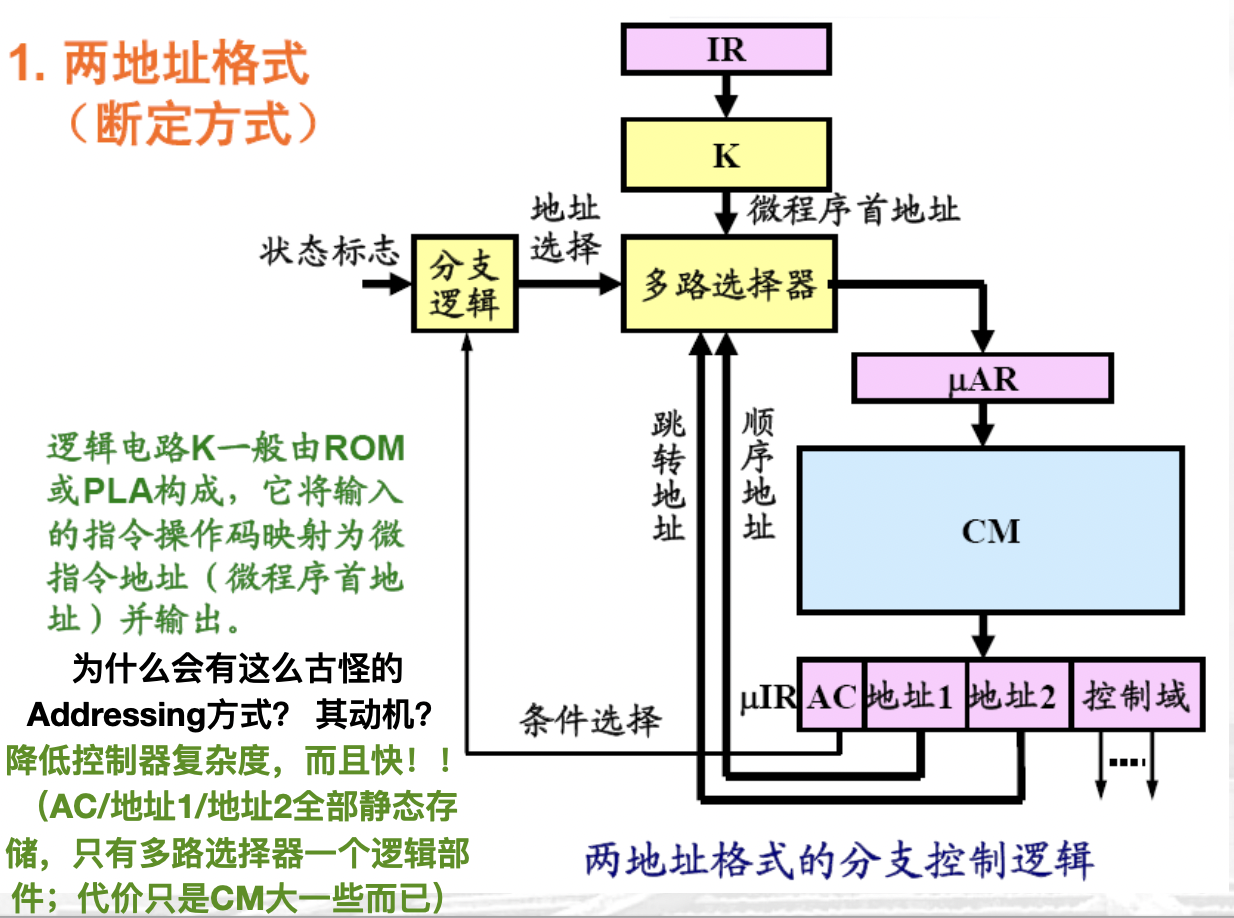 1. 两地址格式
（断定方式）
IR
K
微程序首地址
地址
选择
状态标志
分支
逻辑
多路选择器
μAR
跳转地址
顺序地址
CM
逻辑电路K一般由ROM
或PLA构成，它将输入
的指令操作码映射为微
指令地址（微程序首地
址）并输出。
为什么会有这么古怪的
Addressing方式？ 其动机？
降低控制器复杂度，而且快！！
（AC/地址1/地址2全部静态存
储，只有多路选择器一个逻辑部
件；代价只是CM大一些而已）
μIR
AC
地址1
地址2
控制域
条件选择
两地址格式的分支控制逻辑